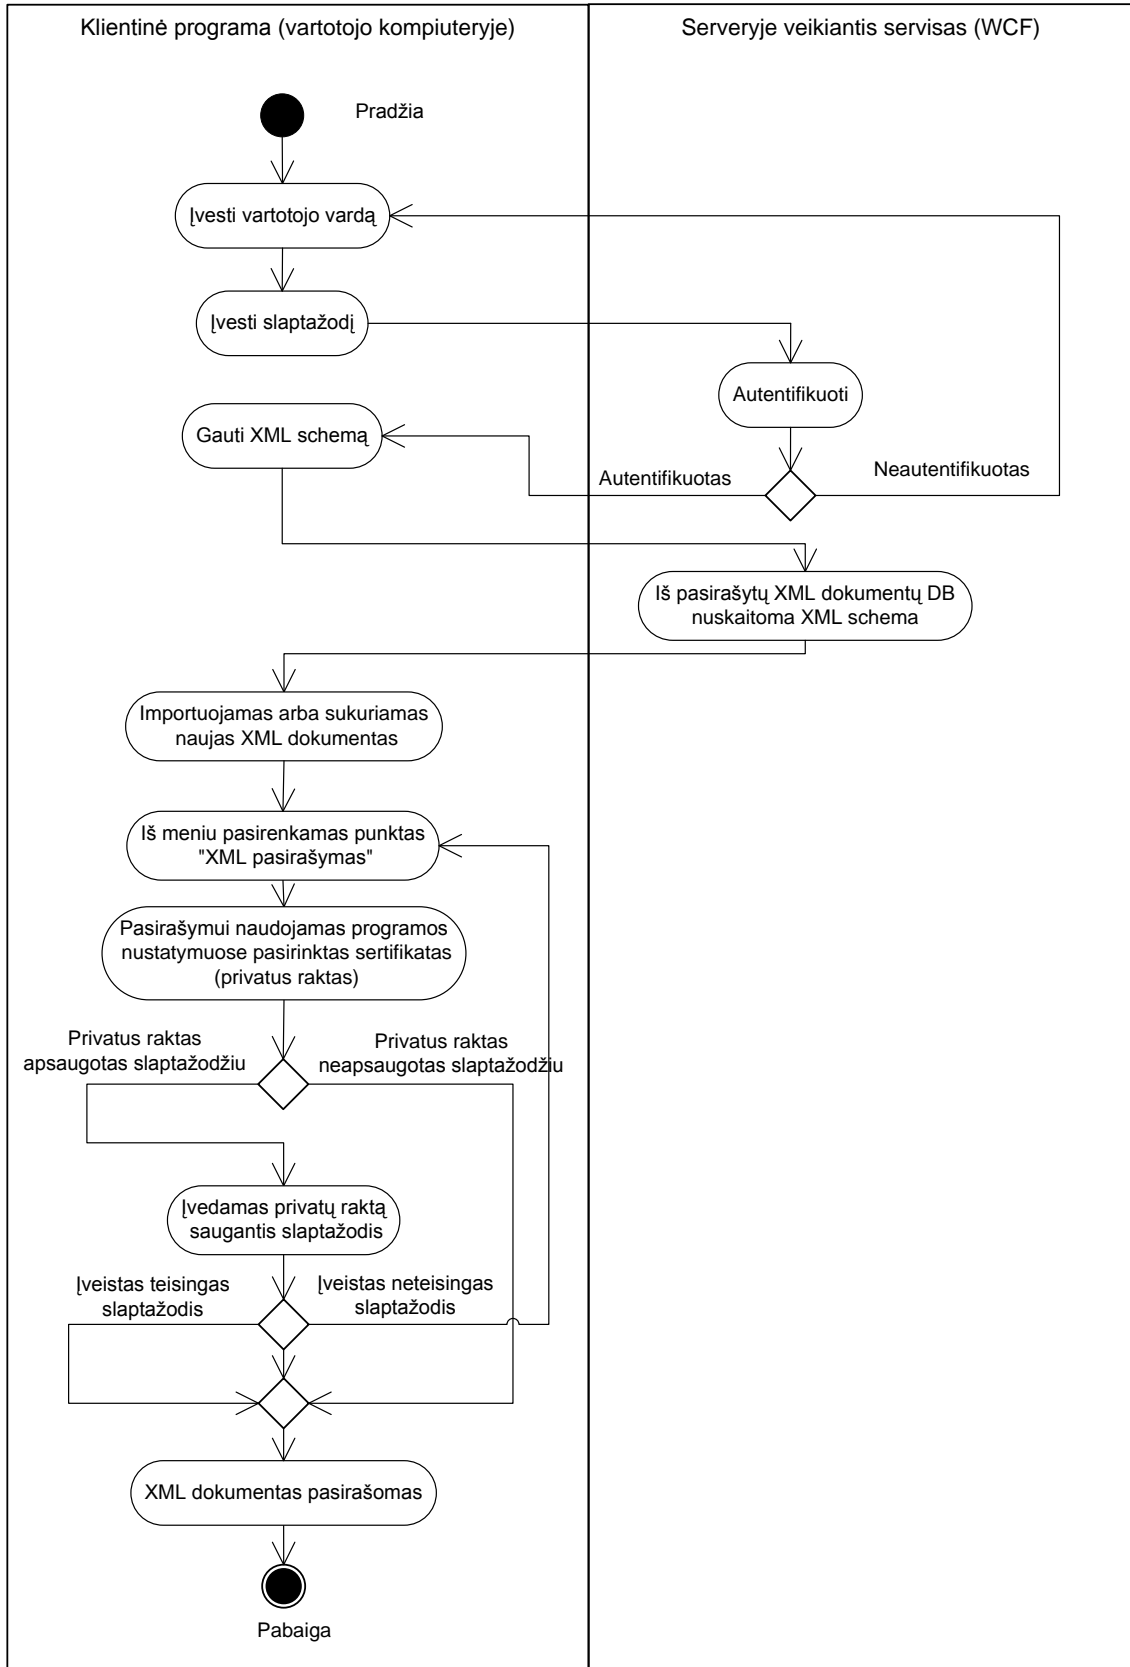 Klientinė programa (vartotojo kompiuteryje)
Serveryje veikiantis servisas (WCF)
Pradžia
Įvesti vartotojo vardą
Įvesti slaptažodį
Autentifikuoti
Gauti XML schemą
Autentifikuotas
Neautentifikuotas
Iš pasirašytų XML dokumentų DB
nuskaitoma XML schema
Importuojamas arba sukuriamas
naujas XML dokumentas
Iš meniu pasirenkamas punktas
"XML pasirašymas"
Pasirašymui naudojamas programos
nustatymuose pasirinktas sertifikatas
(privatus raktas)
Privatus raktas
apsaugotas slaptažodžiu
Privatus raktas
neapsaugotas slaptažodžiu
Įvedamas privatų raktą
saugantis slaptažodis
Įveistas teisingas
slaptažodis
Įveistas neteisingas
slaptažodis
XML dokumentas pasirašomas
Pabaiga